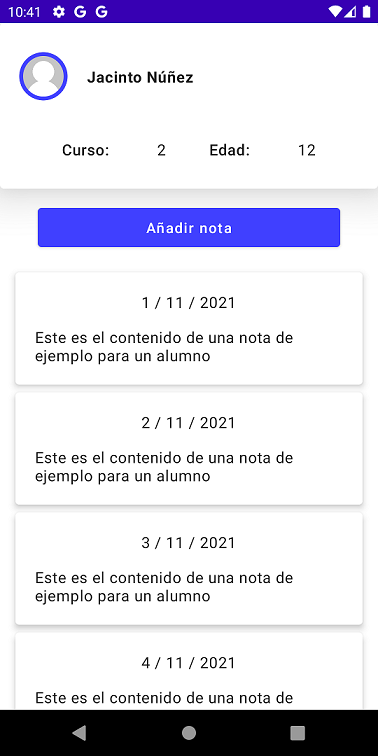 10:41
Jacinto Núñez
Curso: 2 Edad: 12
Añadir nota
1 / 11 / 2021
Este es el contenido de una nota de
ejemplo para un alumno
2 / 11 / 2021
Este es el contenido de una nota de
ejemplo para un alumno
3 / 11 / 2021
Este es el contenido de una nota de
ejemplo para un alumno
4 / 11 / 2021
Este es el contenido de una nota de